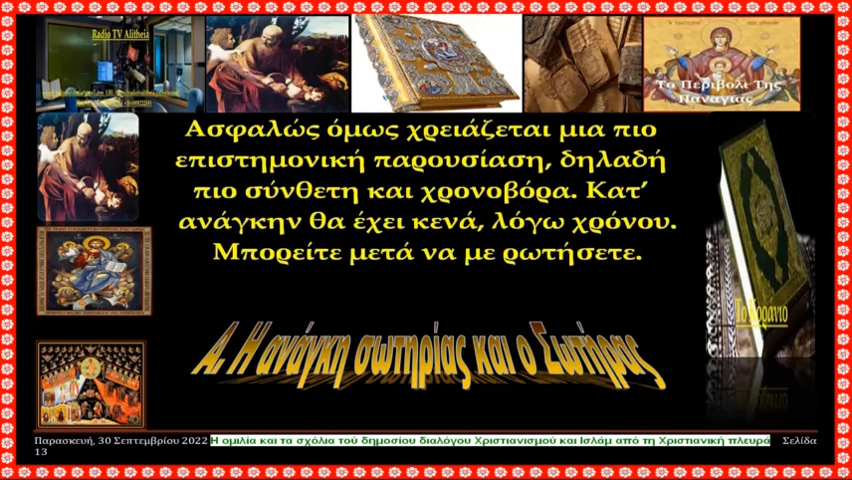 Radio TV Alitheia
Το Περιβολι Της
Παναγιας
Ασφαλώς όμως χρειάζεται μια πιο
επιστημονική παρουσίαση, δηλαδή
πιο σύνθετη και χρονοβόρα. Κατ’
ανάγκην θα έχει κενά, λόγω χρόνου.
Μπορείτε μετά να με ρωτήσετε.
Το Κοράνιο
Α. Η ανάγκη σωτηρίας και ο Σωτήρας
Παρασκευή, 30 Σεπτεμβρίου 2022 Η ομιλία και τα σχόλια τού δημοσίου διαλόγου Χριστιανισμού και Ισλάμ από τη Χριστιανική πλευρά Σελίδα
13